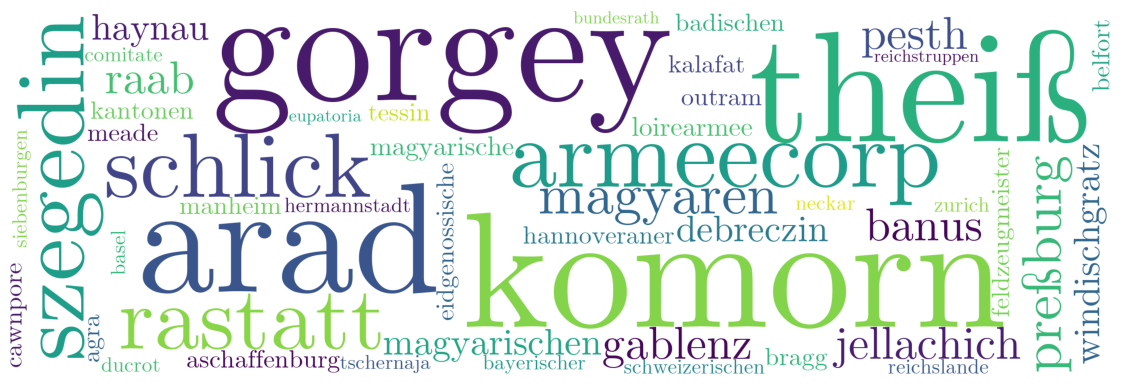 bundesrath
badischen
haynau
gorgey
theiß
pesth
reichstruppen
comitate
raab
kalafat
belfort
szegedin
kantonen
eupatoria
tessin
outram
meade
loirearmee
magyarische
schlick
armeecorp
siebenburgen
manheim
hermannstadt
eidgenossische
magyaren
neckar
zurich
feldzeugmeister
preßburg
windischgratz
basel
arad
hannoveraner
debreczin
banus
komorn
cawnpore
agra
rastatt
magyarischen
gablenz
jellachich
ducrot
aschaffenburg
tschernaja
bayerischer
schweizerischen
bragg
reichslande